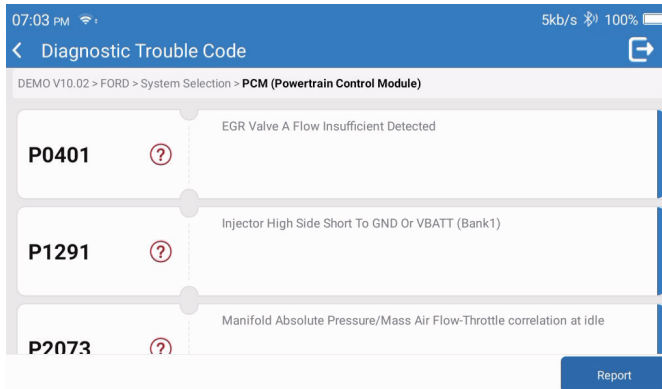 07:03 PM
5kb/s 100%
Diagnostic Trouble Code
DEMO V10.02 > FORD > System Selection > PCM (Powertrain Control Module)
EGR Valve A Flow Insufficient Detected
P0401 ?
Injector High Side Short To GND Or VBATT (Bank1)
P1291 ?
Manifold Absolute Pressure/Mass Air Flow-Throttle correlation at idle
P2073 ?
Report